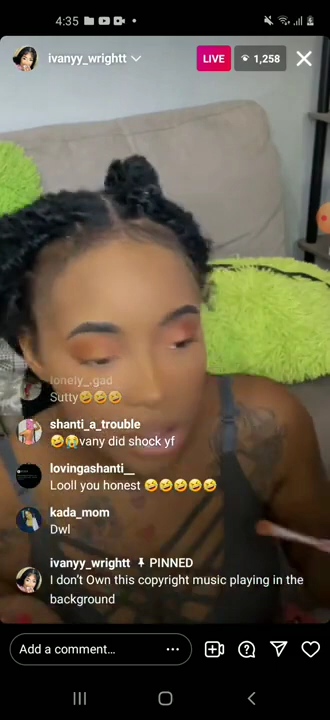 4:35
ivanyy_wrightt
LIVE
1,258
lonely_.gad
Sutty🤣🤣🤣
shanti_a_trouble
🤣😭vany did shock yf
lovingashanti__
Looll you honest 🤣🤣🤣🤣🤣
kada_mom
Dwl
ivanyy_wrightt PINNED
I don't Own this copyright music playing in the
background
Add a comment...